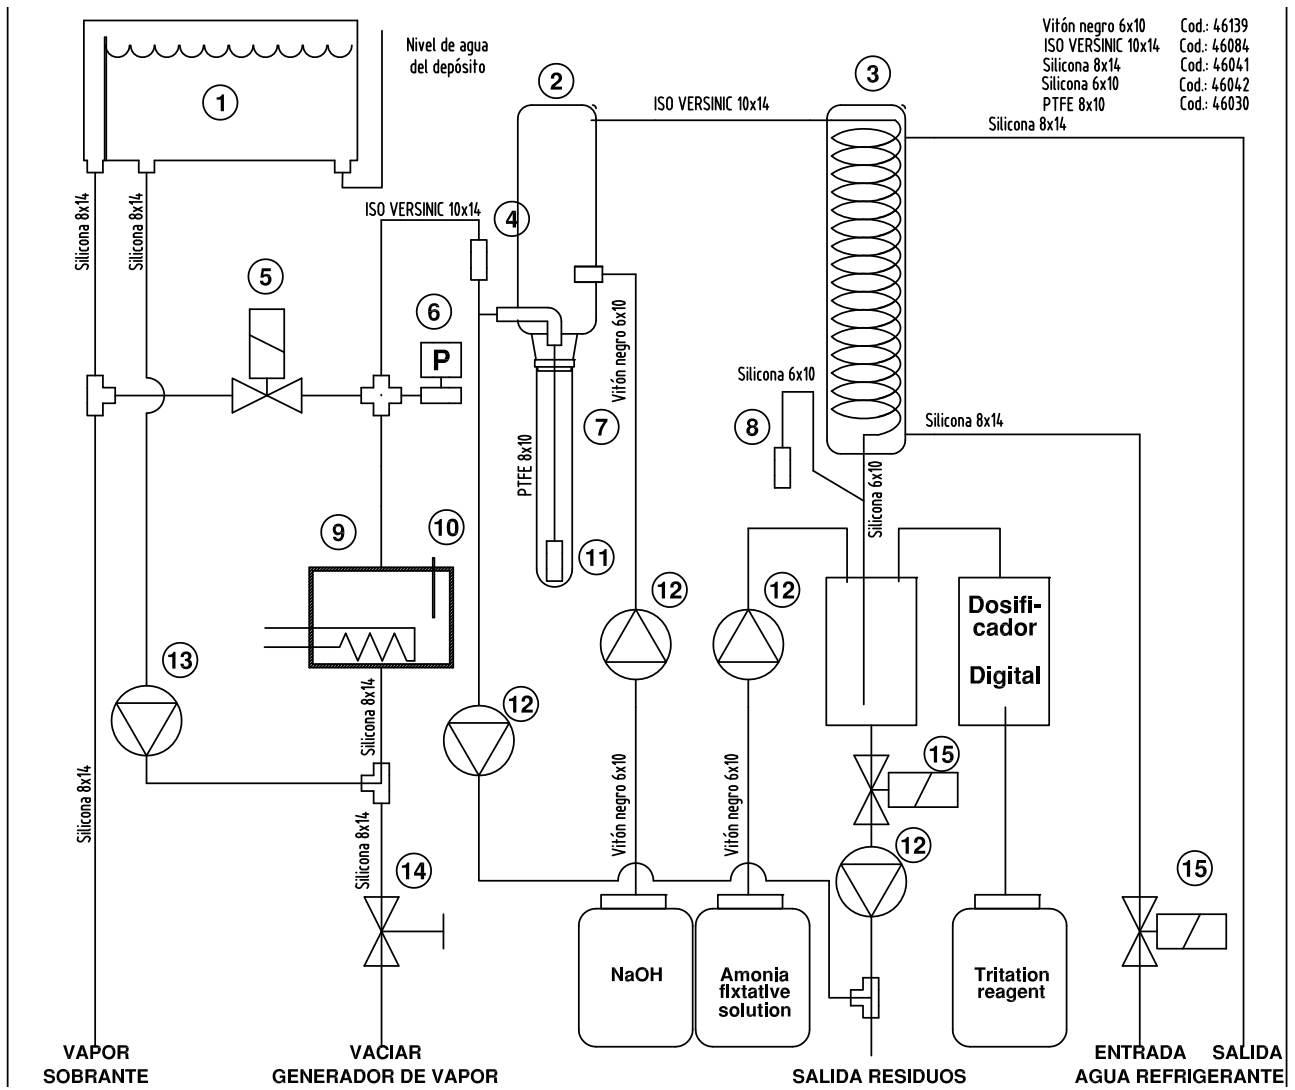 Vitón negro 6x10 Cod.: 46139
ISO VERSINIC 10x14 Cod.: 46084
Silicona 8x14 Cod.: 46041
Silicona 6x10 Cod.: 46042
PTFE 8x10 Cod.: 46030
Nivel de agua
del depósito
1
2
3
ISO VERSINIC 10x14
Silicona 8x14
Silicona 8x14
Silicona 8x14
ISO VERSINIC 10x14
4
5
6
P
Vitón negro 6x10
Silicona 6x10
7
8
Silicona 8x14
PTFE 8x10
Silicona 6x10
9
10
11
12
12
Dosifi-
cador
Digital
13
12
Silicona 8x14
Silicona 8x14
Silicona 8x14
Vitón negro 6x10
Vitón negro 6x10
15
12
14
15
NaOH
Amonia
fixtative
solution
Tritation
reagent
VAPOR
SOBRANTE
VACIAR
GENERADOR DE VAPOR
SALIDA RESIDUOS
ENTRADA SALIDA
AGUA REFRIGERANTE